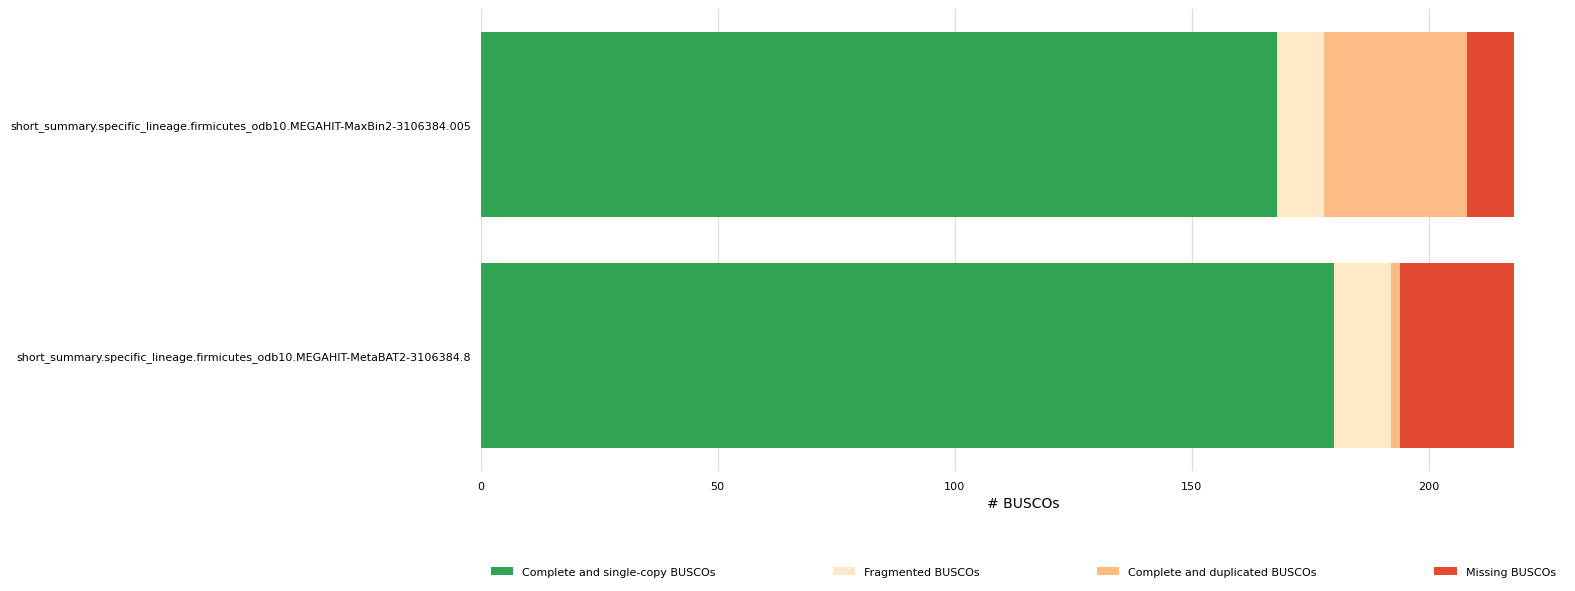 short_summary.specific_lineage.firmicutes_odb10.MEGAHIT-MaxBin2-3106384.005
short_summary.specific_lineage.firmicutes_odb10.MEGAHIT-MetaBAT2-3106384.8
0 50 100 150 200
# BUSCOs
Complete and single-copy BUSCOs Fragmented BUSCOs Complete and duplicated BUSCOs Missing BUSCOs